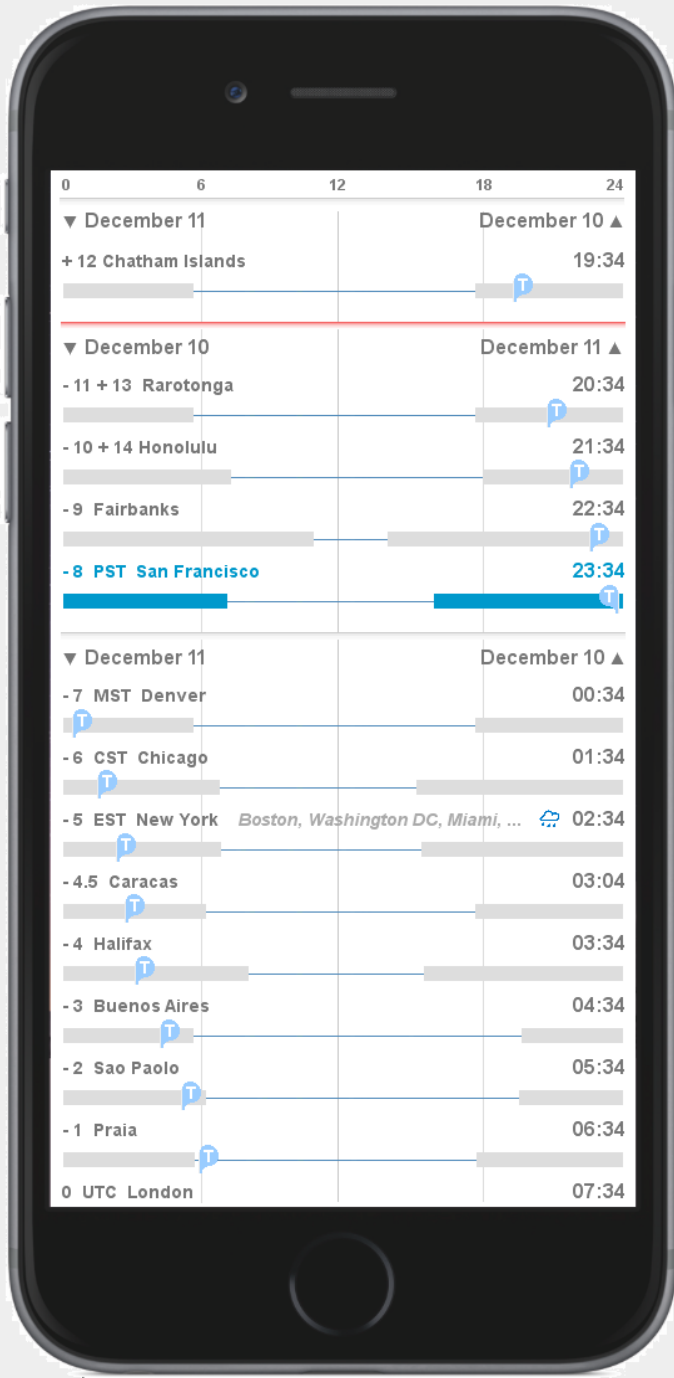 0 6 12 18 24
▼ December 11 December 10 ▲
+ 12 Chatham Islands 19:34
T
▼ December 10 December 11 ▲
- 11 + 13 Rarotonga 20:34
T
- 10 + 14 Honolulu 21:34
T
- 9 Fairbanks 22:34
T
- 8 PST San Francisco 23:34
T
▼ December 11 December 10 ▲
- 7 MST Denver 00:34
T
- 6 CST Chicago 01:34
T
- 5 EST New York Boston, Washington DC, Miami, ... 02:34
T
- 4.5 Caracas 03:04
T
- 4 Halifax 03:34
T
- 3 Buenos Aires 04:34
T
- 2 Sao Paolo 05:34
T
- 1 Praia 06:34
T
0 UTC London 07:34